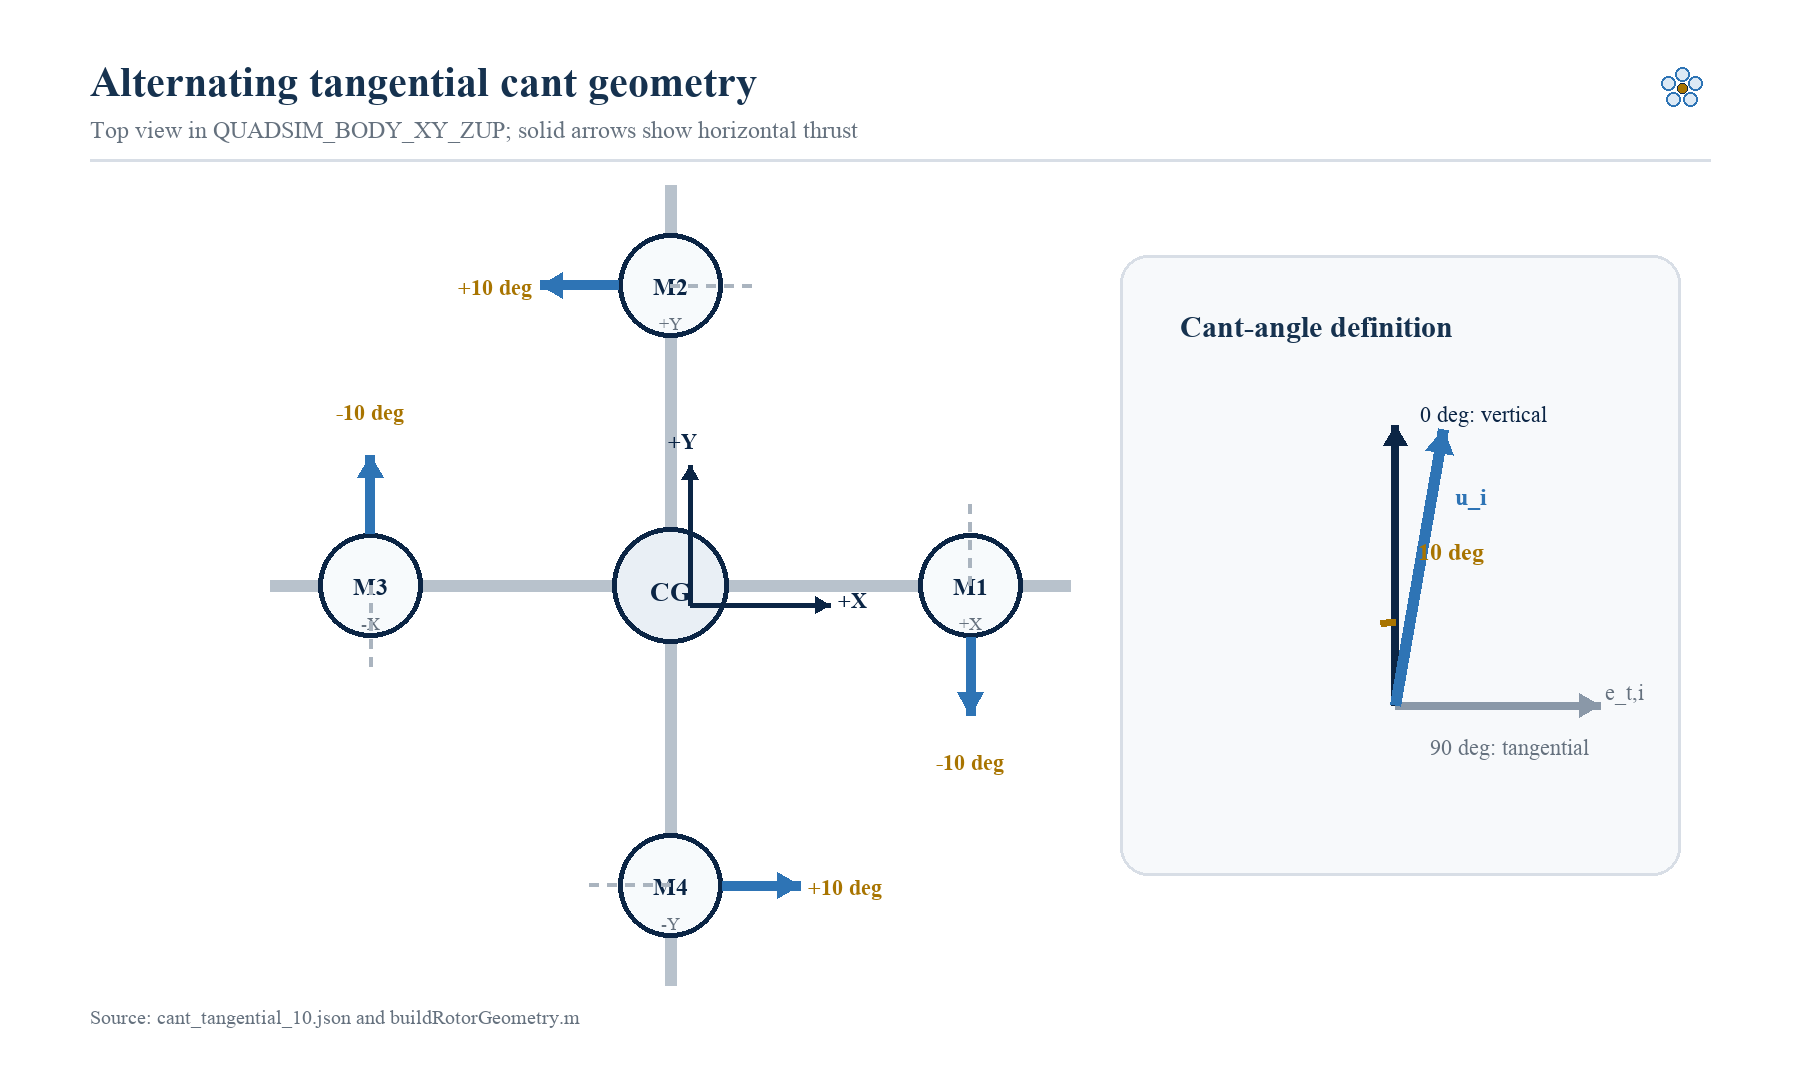 Alternating tangential cant geometry
Top view in QUADSIM_BODY_XY_ZUP; solid arrows show horizontal thrust
+10 deg
M2
+Y
-10 deg
+Y
M3
-X
CG
+X
M1
+X
-10 deg
M4
-Y
+10 deg
Cant-angle definition
0 deg: vertical
u_i
10 deg
e_t,i
90 deg: tangential
Source: cant_tangential_10.json and buildRotorGeometry.m